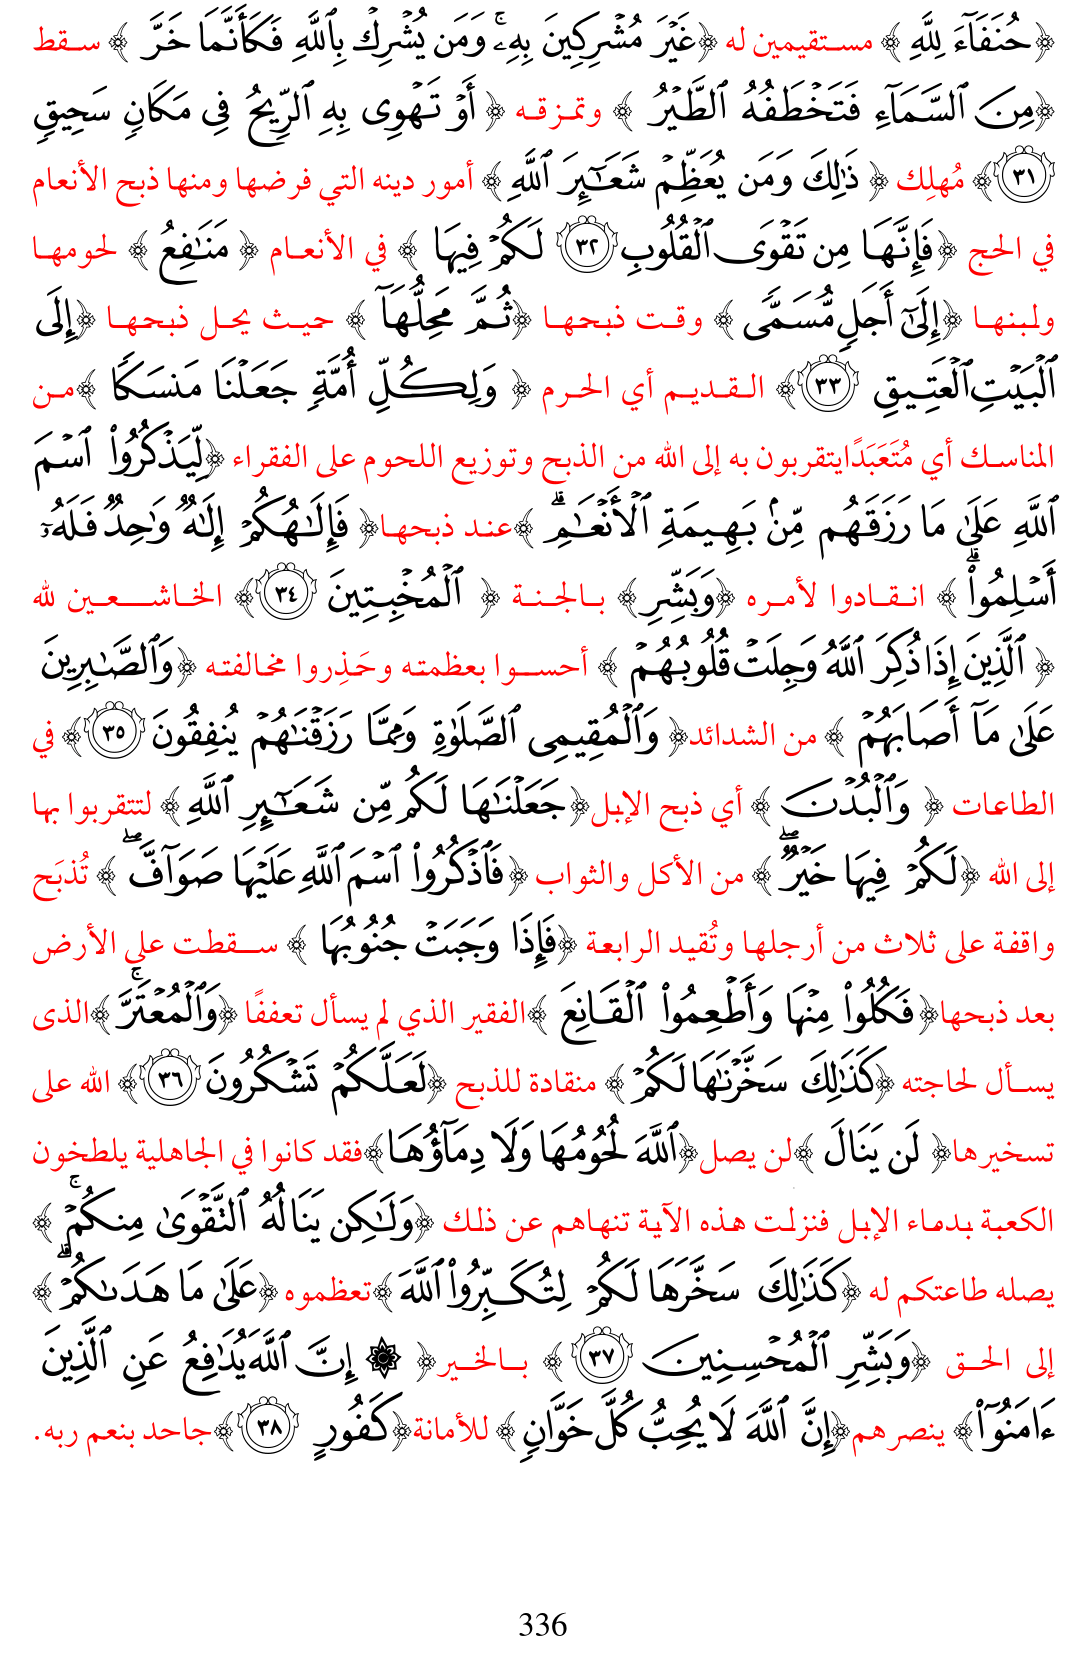 ﴿حُنَفَآءَ لِلَّهِ ﴾ مستقيمين له ﴿غَيۡرَ مُشۡرِكِينَ بِهِۦۚ وَمَن يُشۡرِكۡ بِٱللَّهِ فَكَأَنَّمَا خَرَّ ﴾ سقط
﴿مِنَ ٱلسَّمَآءِ فَتَخۡطَفُهُ ٱلطَّيۡرُ ﴾ وتمزقه ﴿ أَوۡ تَهۡوِي بِهِ ٱلرِّيحُ فِي مَكَانٖ سَحِيقٖ
٣١﴾ مُهلِك ﴿ ذَٰلِكَ وَمَن يُعَظِّمۡ شَعَٰٓئِرَ ٱللَّهِ ﴾ أمور دينه التي فرضها ومنها ذبح الأنعام
في الحج ﴿فَإِنَّهَا مِن تَقۡوَى ٱلۡقُلُوبِ ٣٢ لَكُمۡ فِيهَا ﴾ في الأنعام ﴿ مَنَٰفِعُ ﴾ لحومها
ولبنها ﴿إِلَىٰٓ أَجَلٖ مُّسَمّٗى ﴾ وقت ذبحها ﴿ثُمَّ مَحِلُّهَآ ﴾ حيث يحل ذبحها ﴿إِلَى
ٱلۡبَيۡتِ ٱلۡعَتِيقِ ٣٣﴾ القديم أي الحرم ﴿ وَلِكُلِّ أُمَّةٖ جَعَلۡنَا مَنسَكٗا ﴾من
المناسك أي مُتَعَبَدًايتقربون به إلى الله من الذبح وتوزيع اللحوم على الفقراء ﴿لِّيَذۡكُرُواْ ٱسۡمَ
ٱللَّهِ عَلَىٰ مَا رَزَقَهُم مِّنۢ بَهِيمَةِ ٱلۡأَنۡعَٰمِۗ ﴾عند ذبحها﴿ فَإِلَٰهُكُمۡ إِلَٰهٞ وَٰحِدٞ فَلَهُۥٓ
أَسۡلِمُواْۗ ﴾ انقادوا لأمره ﴿وَبَشِّرِ﴾ بالجنة ﴿ ٱلۡمُخۡبِتِينَ ٣٤﴾ الخاشعين لله
﴿ ٱلَّذِينَ إِذَا ذُكِرَ ٱللَّهُ وَجِلَتۡ قُلُوبُهُمۡ ﴾ أحسوا بعظمته وحَذِروا مخالفته ﴿وَٱلصَّٰبِرِينَ
عَلَىٰ مَآ أَصَابَهُمۡ ﴾ من الشدائد﴿ وَٱلۡمُقِيمِي ٱلصَّلَوٰةِ وَمِمَّا رَزَقۡنَٰهُمۡ يُنفِقُونَ ٣٥﴾ في
الطاعات ﴿ وَٱلۡبُدۡنَ ﴾ أي ذبح الإبل﴿جَعَلۡنَٰهَا لَكُم مِّن شَعَٰٓئِرِ ٱللَّهِ ﴾ لتتقربوا بها
إلى الله ﴿لَكُمۡ فِيهَا خَيۡرٞۖ ﴾ من الأكل والثواب ﴿فَٱذۡكُرُواْ ٱسۡمَ ٱللَّهِ عَلَيۡهَا صَوَآفَّۖ ﴾ تُذبَح
واقفة على ثلاث من أرجلها وتُقيد الرابعة ﴿فَإِذَا وَجَبَتۡ جُنُوبُهَا ﴾ سقطت على الأرض
بعد ذبحها﴿ فَكُلُواْ مِنۡهَا وَأَطۡعِمُواْ ٱلۡقَانِعَ ﴾الفقير الذي لم يسأل تعففًا ﴿وَٱلۡمُعۡتَرَّۚ ﴾الذى
يسأل لحاجته ﴿كَذَٰلِكَ سَخَّرۡنَٰهَا لَكُمۡ ﴾ منقادة للذبح ﴿لَعَلَّكُمۡ تَشۡكُرُونَ ٣٦﴾ الله على
تسخيرها﴿ لَن يَنَالَ ﴾لن يصل﴿ٱللَّهَ لُحُومُهَا وَلَا دِمَآؤُهَا﴾فقد كانوا في الجاهلية يلطخون
الكعبة بدماء الإبل فنزلت هذه الآية تنهاهم عن ذلك ﴿وَلَٰكِن يَنَالُهُ ٱلتَّقۡوَىٰ مِنكُمۡۚ ﴾
يصله طاعتكم له ﴿كَذَٰلِكَ سَخَّرَهَا لَكُمۡ لِتُكَبِّرُواْ ٱللَّهَ ﴾تعظموه ﴿عَلَىٰ مَا هَدَىٰكُمۡۗ ﴾
إلى الحق ﴿وَبَشِّرِ ٱلۡمُحۡسِنِينَ ٣٧﴾ بالخير﴿ ۞ إِنَّ ٱللَّهَ يُدَٰفِعُ عَنِ ٱلَّذِينَ
ءَامَنُوٓاْ﴾ ينصرهم﴿إِنَّ ٱللَّهَ لَا يُحِبُّ كُلَّ خَوَّانٖ ﴾ للأمانة﴿كَفُورٍ ٣٨﴾جاحد بنعم ربه.
336